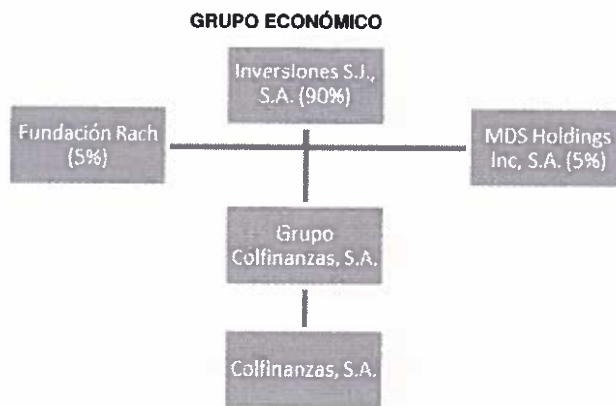 GRUPO ECONÓMICO
Inversiones S.J.,
S.A. (90%)
Fundación Rach
(5%)
MDS Holdings
Inc, S.A. (5%)
Grupo
Colfinanzas, S.A.
Colfinanzas, S.A.